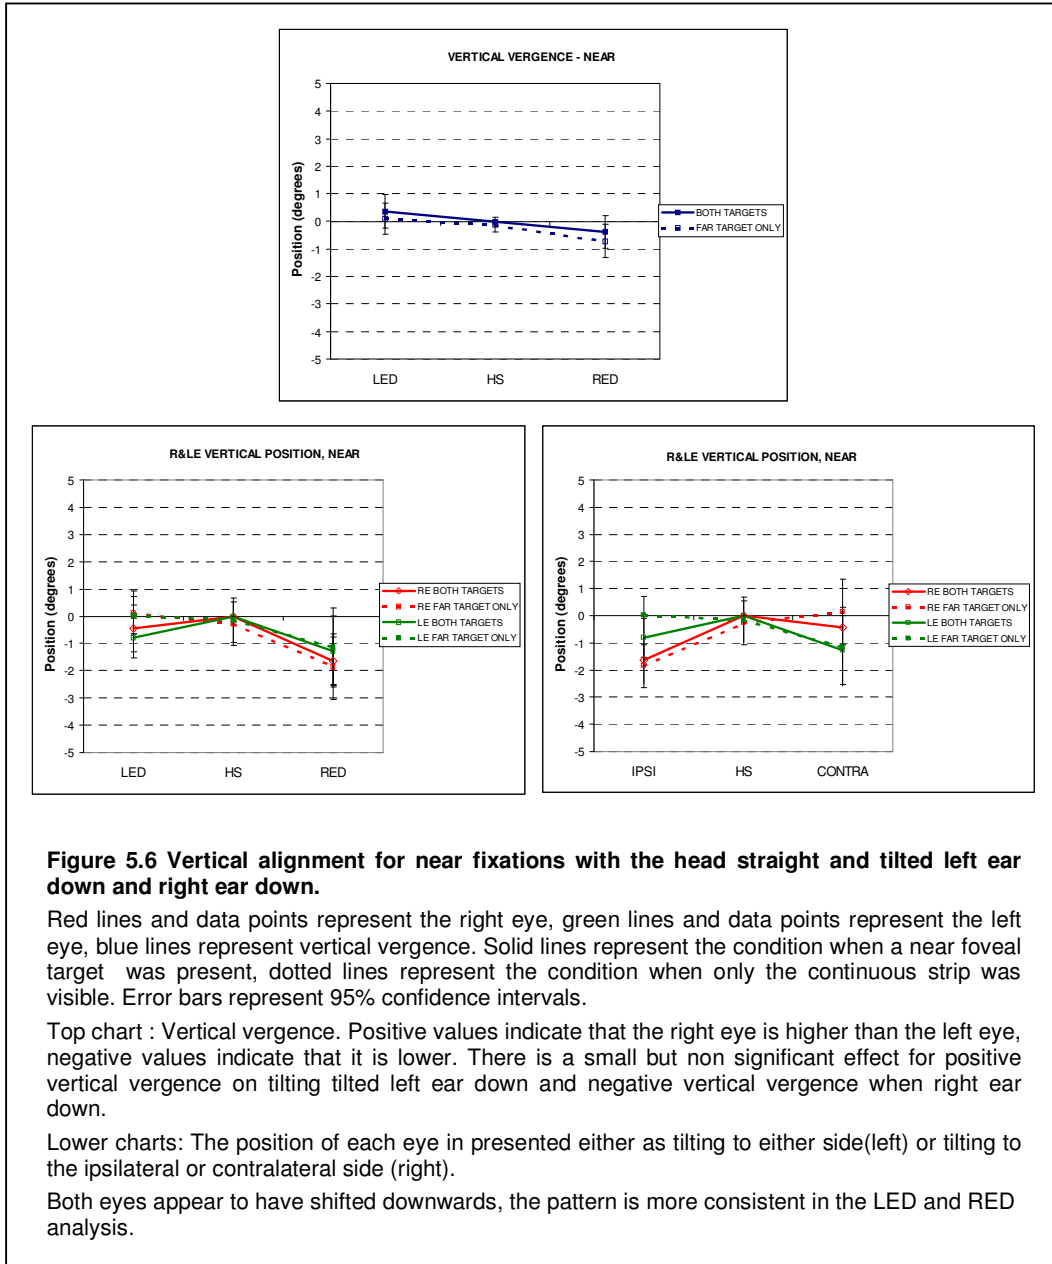 VERTICAL VERGENCE - NEAR
5
4
3
2
1
0
-1
-2
-3
-4
-5
Position (degrees)
LED HS RED
BOTH TARGETS
FAR TARGET ONLY
R&LE VERTICAL POSITION, NEAR
5
4
3
2
1
0
-1
-2
-3
-4
-5
Position (degrees)
LED HS RED
RE BOTH TARGETS
RE FAR TARGET ONLY
LE BOTH TARGETS
LE FAR TARGET ONLY
R&LE VERTICAL POSITION, NEAR
5
4
3
2
1
0
-1
-2
-3
-4
-5
Position (degrees)
IPSI HS CONTRA
RE BOTH TARGETS
RE FAR TARGET ONLY
LE BOTH TARGETS
LE FAR TARGET ONLY
Figure 5.6 Vertical alignment for near fixations with the head straight and tilted left ear
down and right ear down.
Red lines and data points represent the right eye, green lines and data points represent the left
eye, blue lines represent vertical vergence. Solid lines represent the condition when a near foveal
target was present, dotted lines represent the condition when only the continuous strip was
visible. Error bars represent 95% confidence intervals.
Top chart : Vertical vergence. Positive values indicate that the right eye is higher than the left eye,
negative values indicate that it is lower. There is a small but non significant effect for positive
vertical vergence on tilting tilted left ear down and negative vertical vergence when right ear
down.
Lower charts: The position of each eye in presented either as tilting to either side(left) or tilting to
the ipsilateral or contralateral side (right).
Both eyes appear to have shifted downwards, the pattern is more consistent in the LED and RED
analysis.